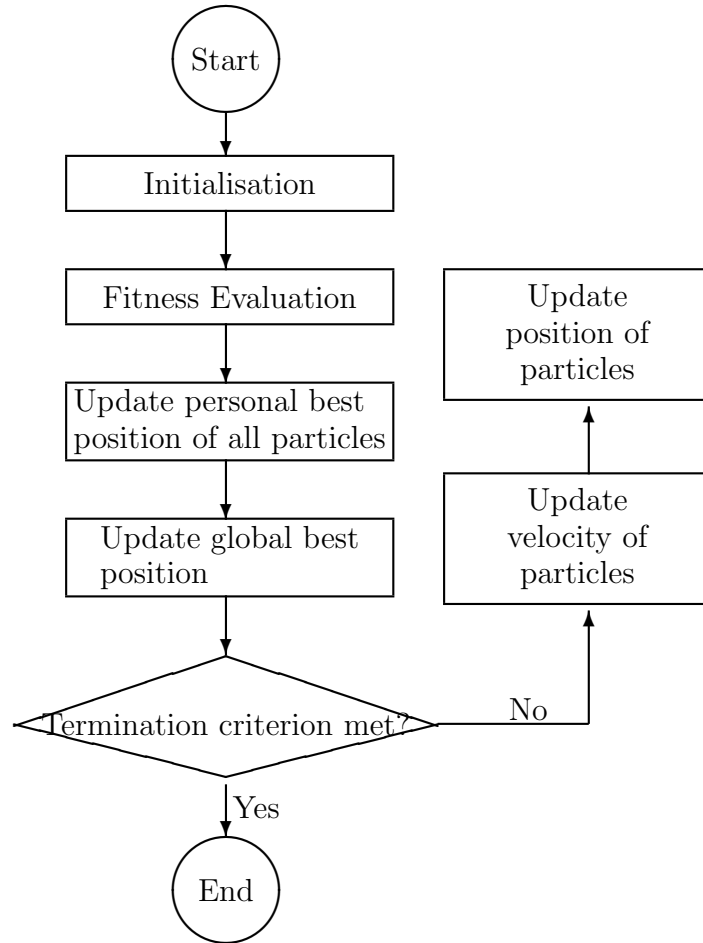 Start
Initialisation
Fitness Evaluation
Update personal best
position of all particles
Update global best
position
Termination criterion met?
Yes
End
No
Update
velocity of
particles
Update
position of
particles